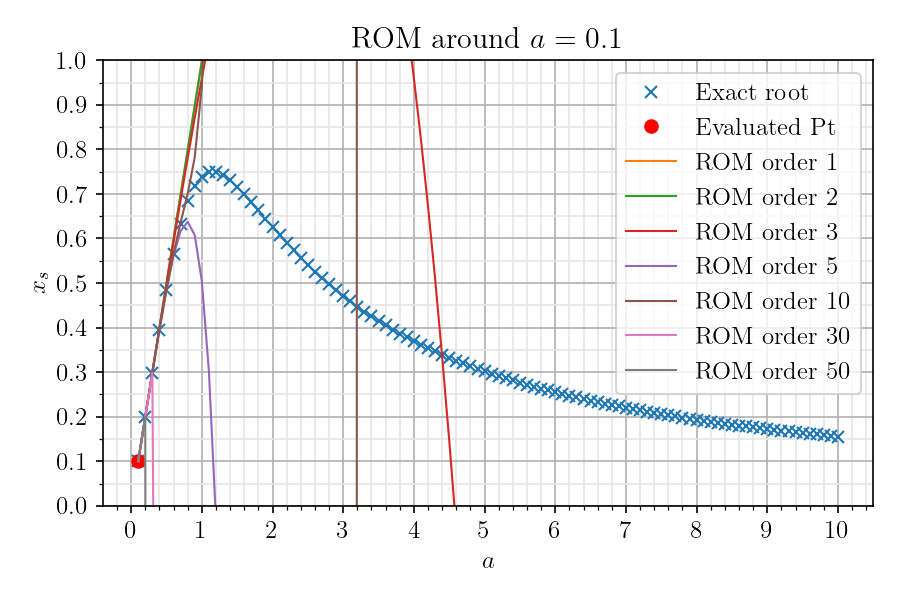 ROM around a = 0.1
1.0
0.9
0.8
0.7
0.6
0.5
0.4
0.3
0.2
0.1
0.0
x_s
Exact root
Evaluated Pt
ROM order 1
ROM order 2
ROM order 3
ROM order 5
ROM order 10
ROM order 30
ROM order 50
0 1 2 3 4 5 6 7 8 9 10
a